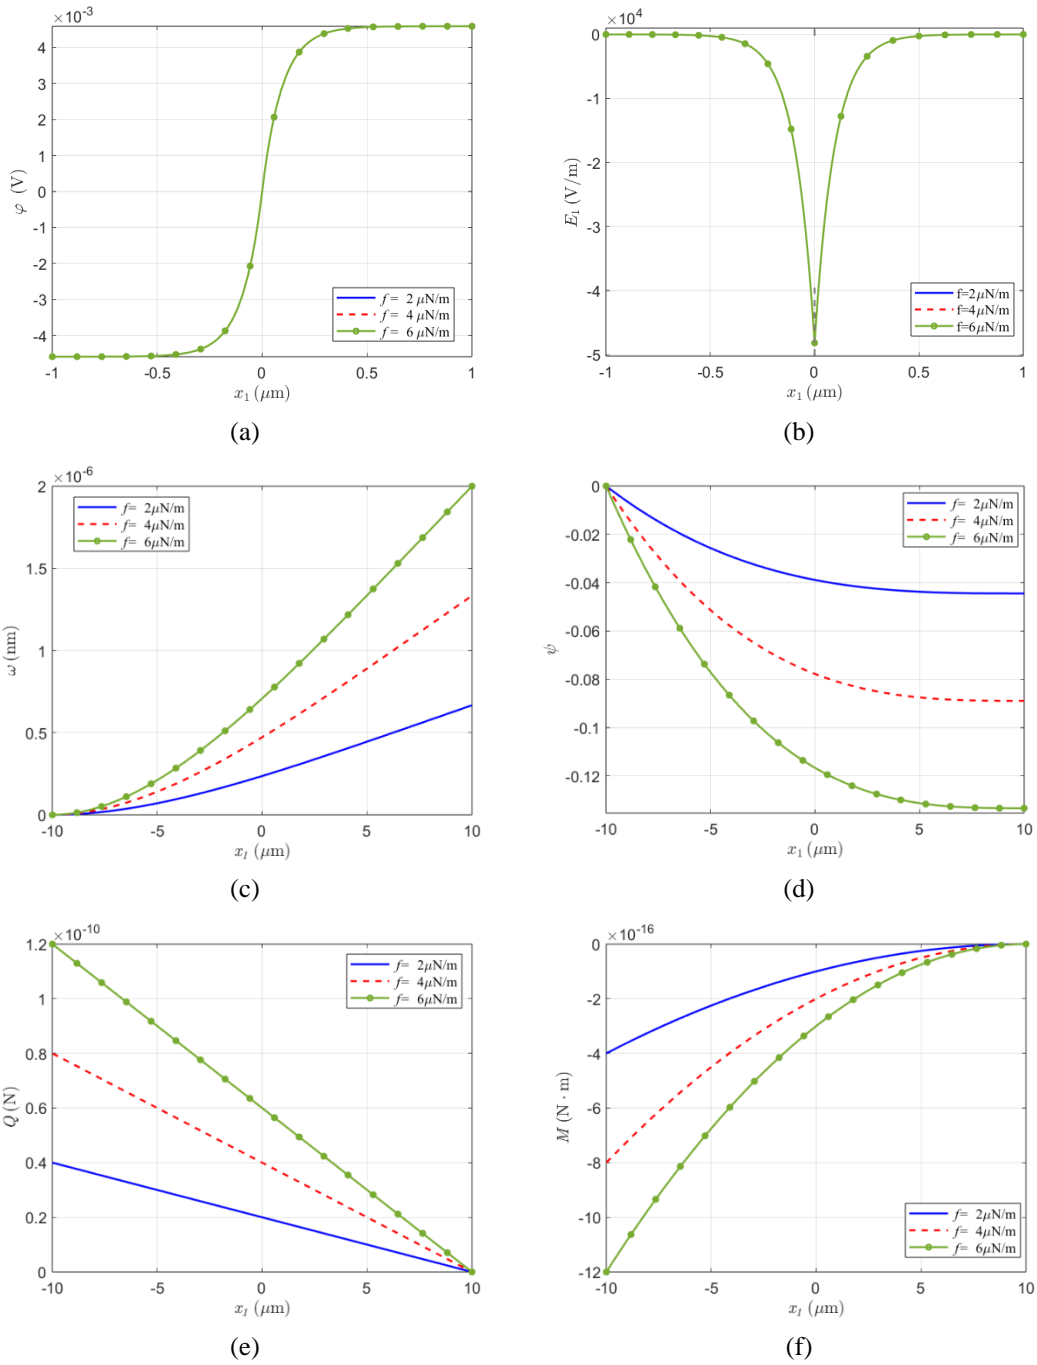 ×10⁻³
4
3
2
1
0
-1
-2
-3
-4
φ (V)
f = 2 μN/m
f = 4 μN/m
f = 6 μN/m
-1 -0.5 0 0.5 1
x₁ (μm)
(a)
×10⁴
0
-1
-2
-3
-4
-5
E₁ (V/m)
f=2μN/m
f=4μN/m
f=6μN/m
-1 -0.5 0 0.5 1
x₁ (μm)
(b)
×10⁻⁶
2
1.5
1
0.5
0
ω (nm)
f= 2μN/m
f= 4μN/m
f= 6μN/m
-10 -5 0 5 10
x₁ (μm)
(c)
0
-0.02
-0.04
-0.06
-0.08
-0.1
-0.12
ψ
f= 2μN/m
f= 4μN/m
f= 6μN/m
-10 -5 0 5 10
x₁ (μm)
(d)
×10⁻¹⁰
1.2
1
0.8
0.6
0.4
0.2
0
Q (N)
f= 2μN/m
f= 4μN/m
f= 6μN/m
-10 -5 0 5 10
x₁ (μm)
(e)
×10⁻¹⁶
0
-2
-4
-6
-8
-10
-12
M (N · m)
f= 2μN/m
f= 4μN/m
f= 6μN/m
-10 -5 0 5 10
x₁ (μm)
(f)